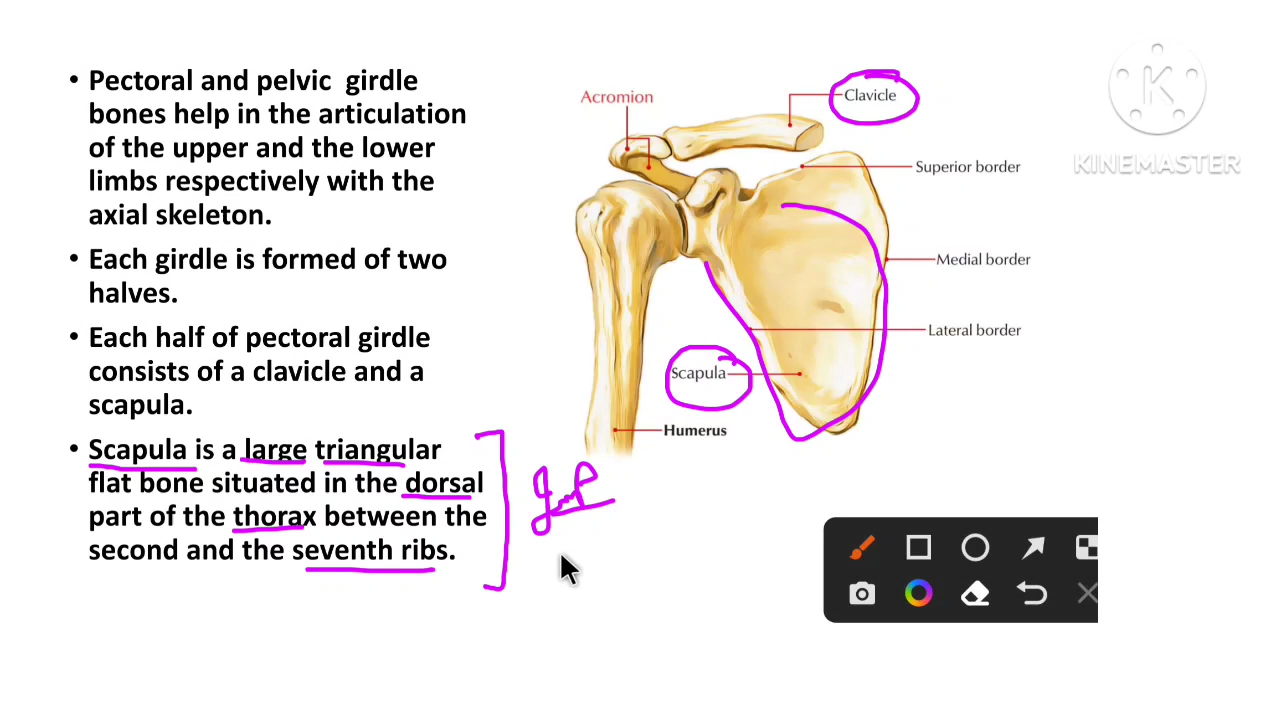 • Pectoral and pelvic girdle
bones help in the articulation
of the upper and the lower
limbs respectively with the
axial skeleton.
• Each girdle is formed of two
halves.
• Each half of pectoral girdle
consists of a clavicle and a
scapula.
• Scapula is a large triangular
flat bone situated in the dorsal
part of the thorax between the
second and the seventh ribs.
Imp
Acromion
Clavicle
Superior border
Medial border
Lateral border
Scapula
Humerus
K
KINEMASTER